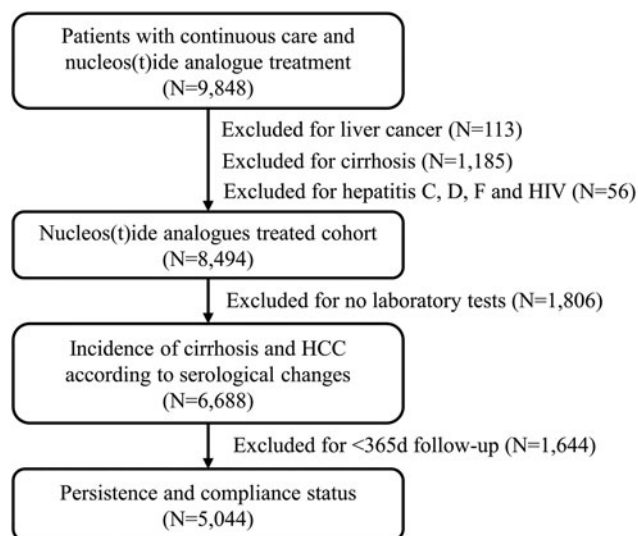 Patients with continuous care and
nucleos(t)ide analogue treatment
(N=9,848)
Excluded for liver cancer (N=113)
Excluded for cirrhosis (N=1,185)
Excluded for hepatitis C, D, F and HIV (N=56)
Nucleos(t)ide analogues treated cohort
(N=8,494)
Excluded for no laboratory tests (N=1,806)
Incidence of cirrhosis and HCC
according to serological changes
(N=6,688)
Excluded for <365d follow-up (N=1,644)
Persistence and compliance status
(N=5,044)